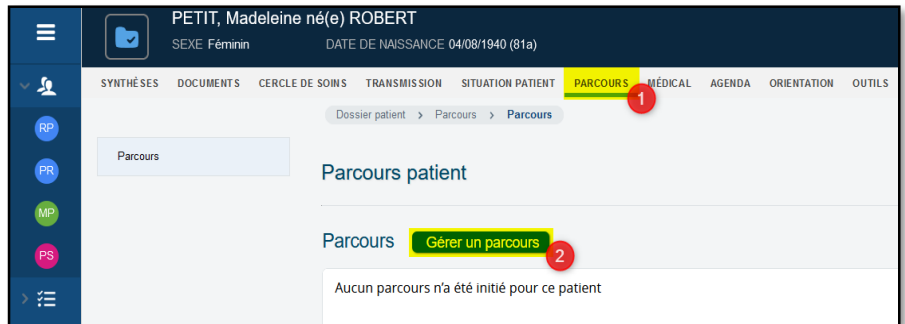 PETIT, Madeleine né(e) ROBERT
SEXE Féminin DATE DE NAISSANCE 04/08/1940 (81a)
SYNTHÈSES DOCUMENTS CERCLE DE SOINS TRANSMISSION SITUATION PATIENT PARCOURS MÉDICAL AGENDA ORIENTATION OUTILS
1
Dossier patient > Parcours > Parcours
RP
Parcours
PR
Parcours patient
MP
Parcours Gérer un parcours
2
PS
Aucun parcours n'a été initié pour ce patient